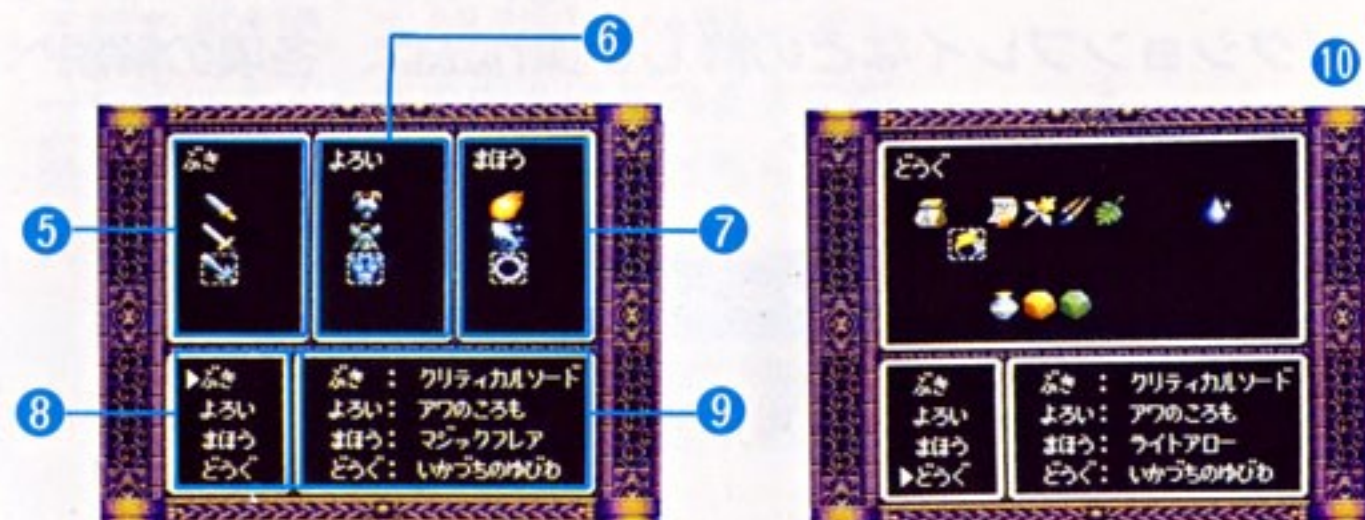 6
10
ぶき
よろい
まほう
5
7
▶ぶき
よろい
まほう
どうぐ
ぶき : クリティカルソード
よろい: アワのころも
まほう: マジックフレア
どうぐ: いかづちのゆびわ
8
9
どうぐ
ぶき
よろい
まほう
▶どうぐ
ぶき : クリティカルソード
よろい: アワのころも
まほう: ライトアロー
どうぐ: いかづちのゆびわ